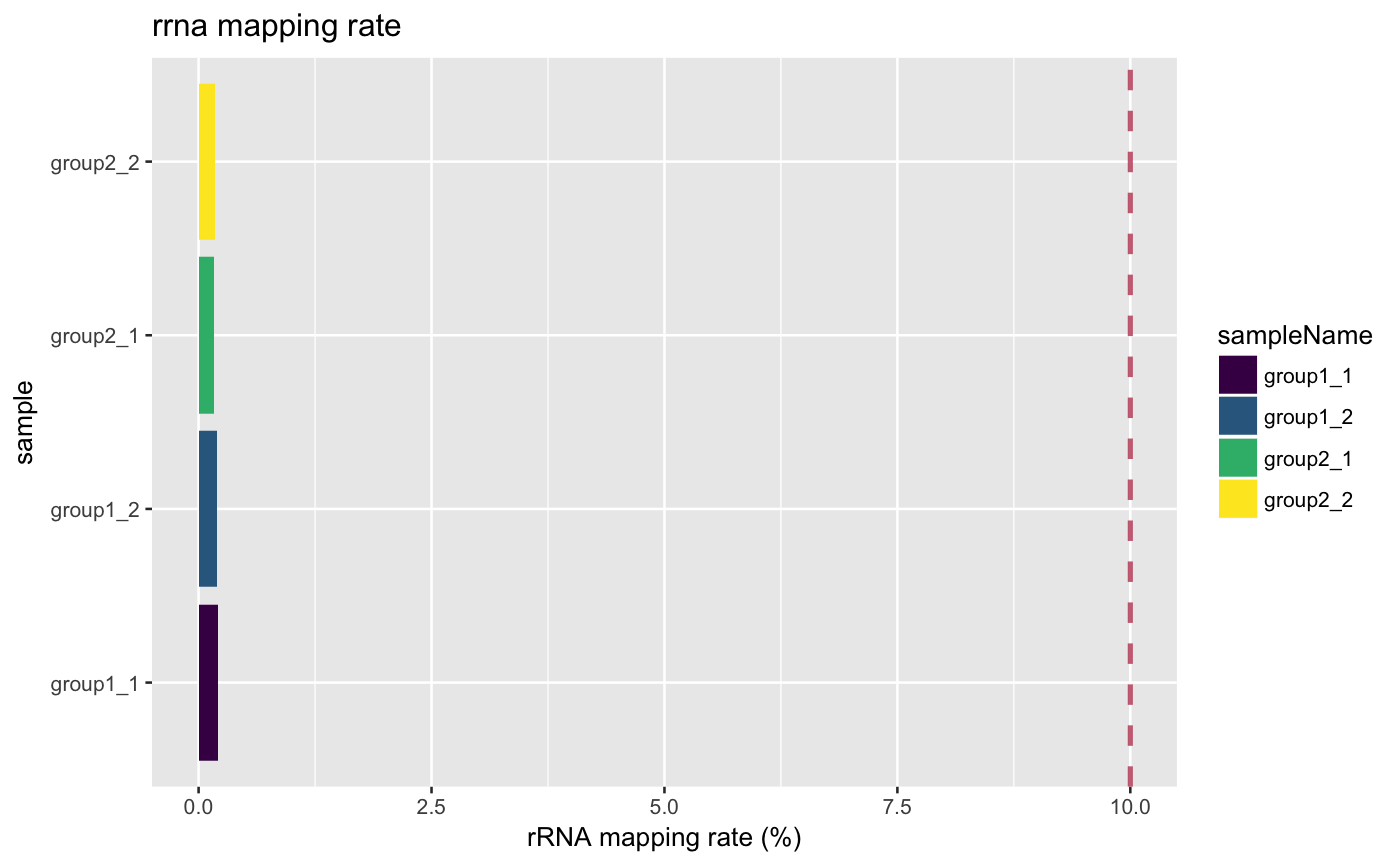 rrna mapping rate
group2_2
group2_1
group1_2
group1_1
sample
0.0 2.5 5.0 7.5 10.0
rRNA mapping rate (%)
sampleName
group1_1
group1_2
group2_1
group2_2